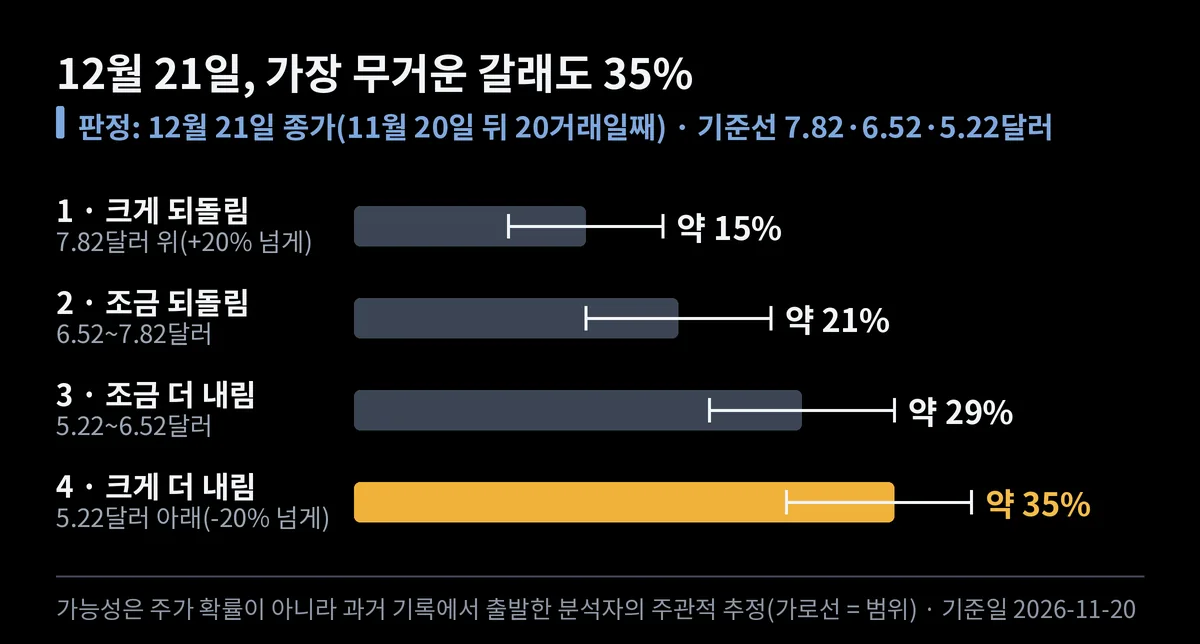 12월 21일, 가장 무거운 갈래도 35%
판정: 12월 21일 종가(11월 20일 뒤 20거래일째) · 기준선 7.82·6.52·5.22달러
1 · 크게 되돌림
7.82달러 위(+20% 넘게)
약 15%
2 · 조금 되돌림
6.52~7.82달러
약 21%
3 · 조금 더 내림
5.22~6.52달러
약 29%
4 · 크게 더 내림
5.22달러 아래(-20% 넘게)
약 35%
가능성은 주가 확률이 아니라 과거 기록에서 출발한 분석자의 주관적 추정(가로선 = 범위) · 기준일 2026-11-20